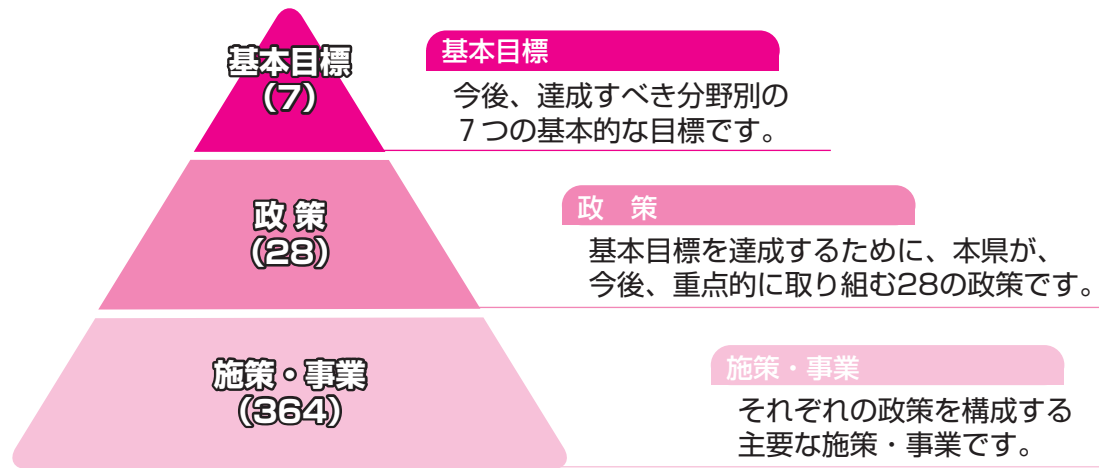 基本目標
(7)
基本目標
今後、達成すべき分野別の
7つの基本的な目標です。
政 策
(28)
政　策
基本目標を達成するために、本県が、
今後、重点的に取り組む28の政策です。
施策・事業
(364)
施策・事業
それぞれの政策を構成する
主要な施策・事業です。